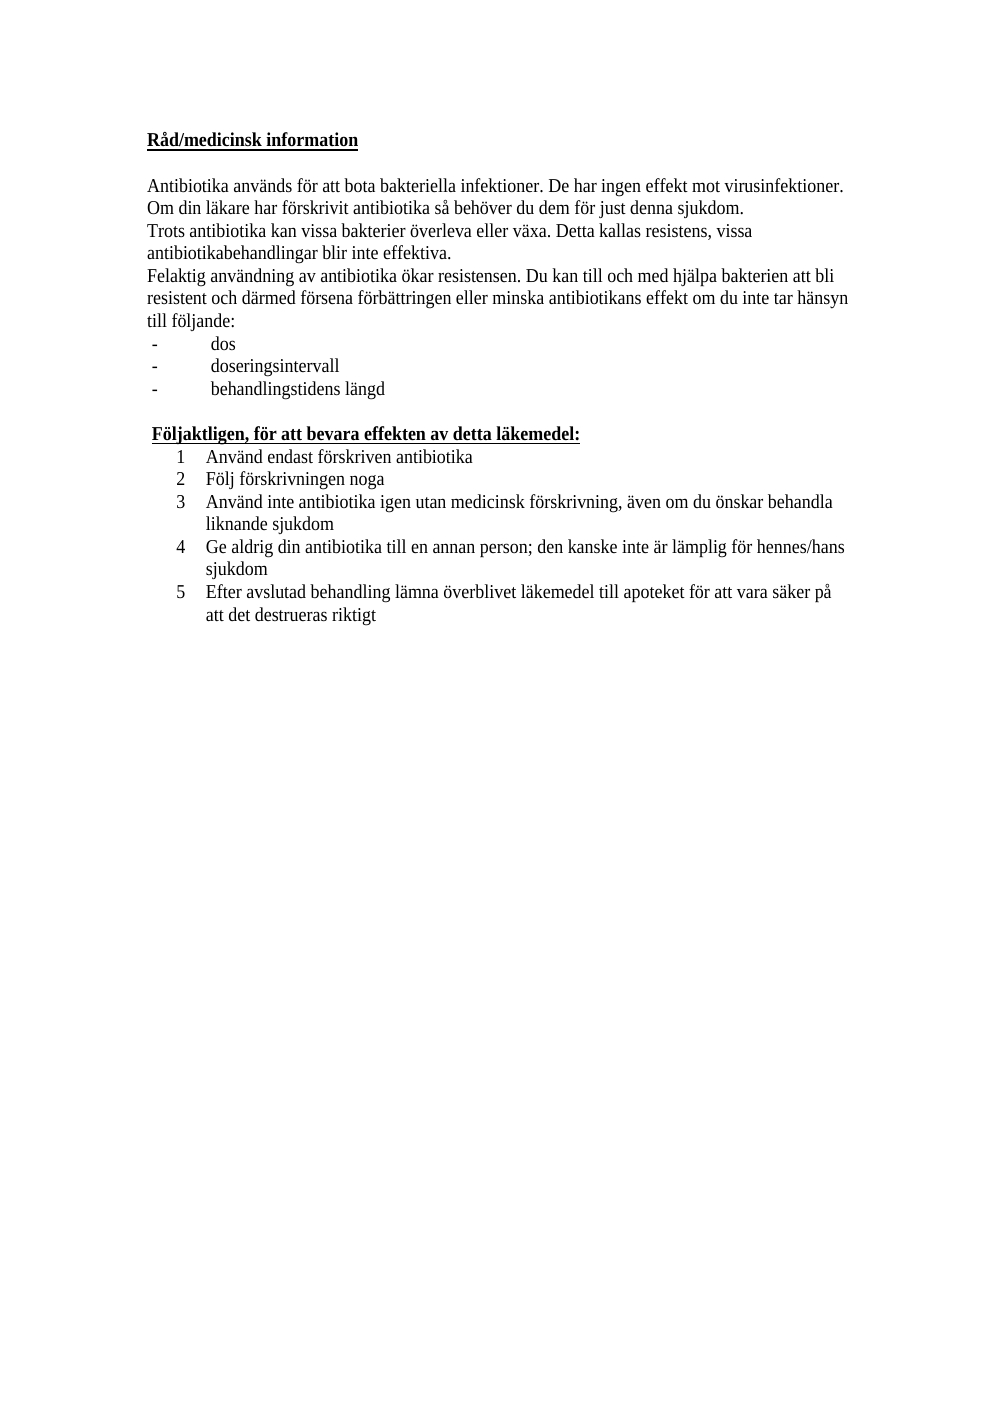 Råd/medicinsk information
Antibiotika används för att bota bakteriella infektioner. De har ingen effekt mot virusinfektioner.
Om din läkare har förskrivit antibiotika så behöver du dem för just denna sjukdom.
Trots antibiotika kan vissa bakterier överleva eller växa. Detta kallas resistens, vissa
antibiotikabehandlingar blir inte effektiva.
Felaktig användning av antibiotika ökar resistensen. Du kan till och med hjälpa bakterien att bli
resistent och därmed försena förbättringen eller minska antibiotikans effekt om du inte tar hänsyn
till följande:
- dos
- doseringsintervall
- behandlingstidens längd
Följaktligen, för att bevara effekten av detta läkemedel:
1 Använd endast förskriven antibiotika
2 Följ förskrivningen noga
3 Använd inte antibiotika igen utan medicinsk förskrivning, även om du önskar behandla
liknande sjukdom
4 Ge aldrig din antibiotika till en annan person; den kanske inte är lämplig för hennes/hans
sjukdom
5 Efter avslutad behandling lämna överblivet läkemedel till apoteket för att vara säker på
att det destrueras riktigt